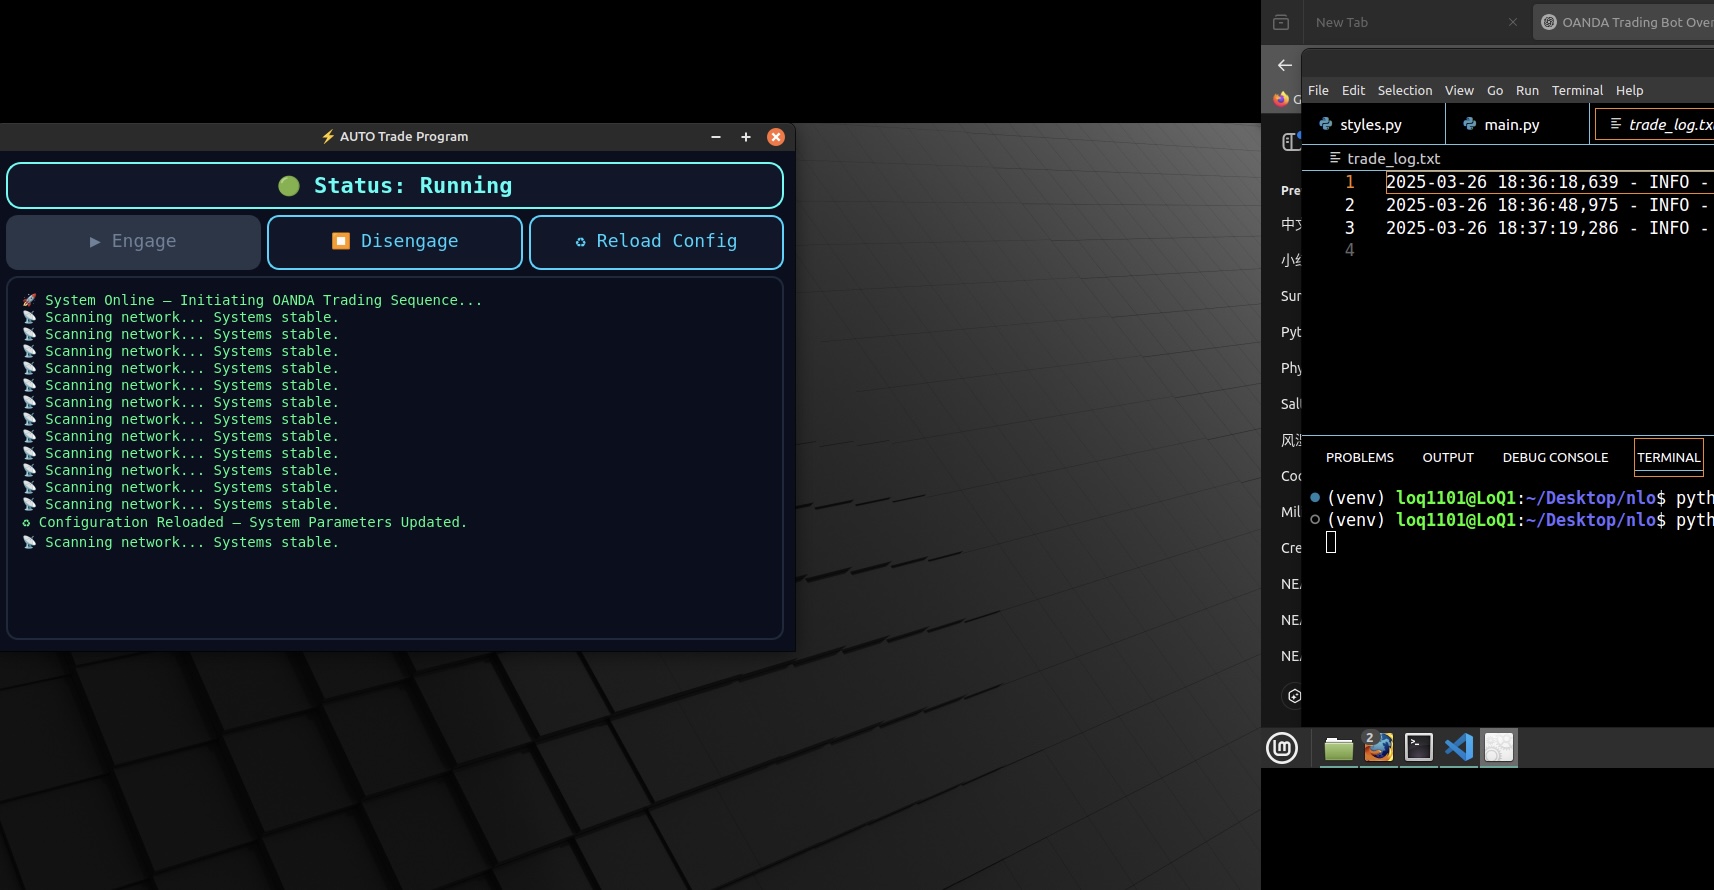 ⚡ AUTO Trade Program
🟢 Status: Running
▶ Engage
⏹ Disengage
♻ Reload Config
🚀 System Online — Initiating OANDA Trading Sequence...
📡 Scanning network... Systems stable.
📡 Scanning network... Systems stable.
📡 Scanning network... Systems stable.
📡 Scanning network... Systems stable.
📡 Scanning network... Systems stable.
📡 Scanning network... Systems stable.
📡 Scanning network... Systems stable.
📡 Scanning network... Systems stable.
📡 Scanning network... Systems stable.
📡 Scanning network... Systems stable.
📡 Scanning network... Systems stable.
📡 Scanning network... Systems stable.
♻ Configuration Reloaded — System Parameters Updated.
📡 Scanning network... Systems stable.
New Tab
OANDA Trading Bot Over
G
File Edit Selection View Go Run Terminal Help
styles.py main.py trade_log.tx
trade_log.txt
1 2025-03-26 18:36:18,639 - INFO -
2 2025-03-26 18:36:48,975 - INFO -
3 2025-03-26 18:37:19,286 - INFO -
4
Pre
中文
小红
Sur
Pyt
Phy
Salt
风
Coo
Mil
Cre
NE
NE
NE
PROBLEMS OUTPUT DEBUG CONSOLE TERMINAL
(venv) loq1101@LoQ1:~/Desktop/nlo$ pyth
(venv) loq1101@LoQ1:~/Desktop/nlo$ pyth
2